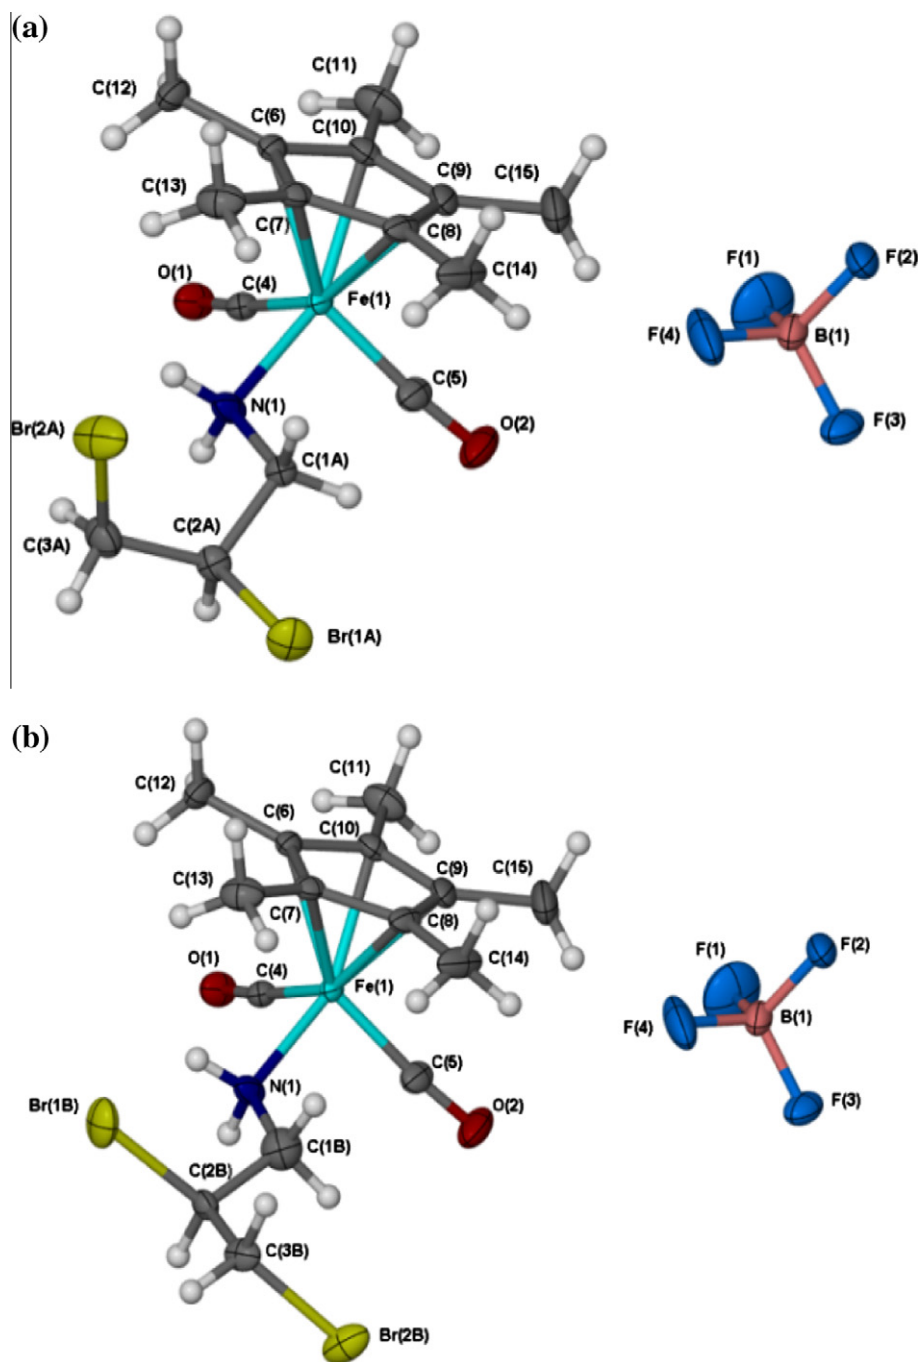 (a)
C(11)
C(12)
C(6)
C(10)
C(9)
C(15)
C(13)
C(7)
C(8)
F(1)
F(2)
O(1)
C(4)
Fe(1)
C(14)
F(4)
B(1)
C(5)
Br(2A)
N(1)
O(2)
F(3)
C(1A)
C(2A)
C(3A)
Br(1A)
(b)
C(11)
C(12)
C(6)
C(10)
C(9)
C(15)
C(13)
C(7)
C(8)
F(1)
F(2)
O(1)
C(4)
Fe(1)
C(14)
F(4)
B(1)
C(5)
N(1)
O(2)
F(3)
Br(1B)
C(1B)
C(2B)
C(3B)
Br(2B)